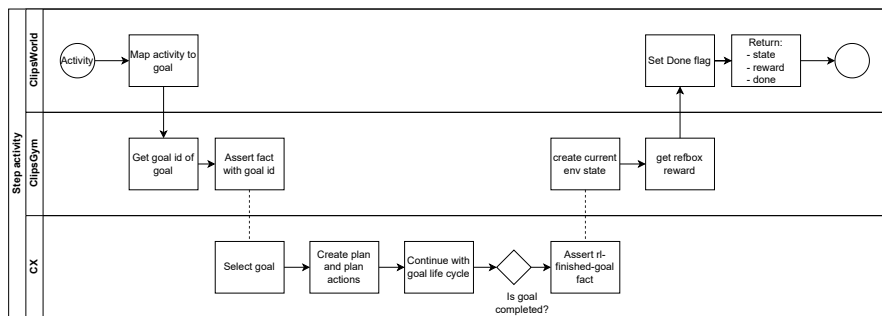 Step activity
ClipsWorld
Activity
Map activity to
goal
Set Done flag
Return:
- state
- reward
- done
ClipsGym
Get goal id of
goal
Assert fact
with goal id
create current
env state
get refbox
reward
CX
Select goal
Create plan
and plan
actions
Continue with
goal life cycle
Is goal
completed?
Assert rl-
finished-goal
fact